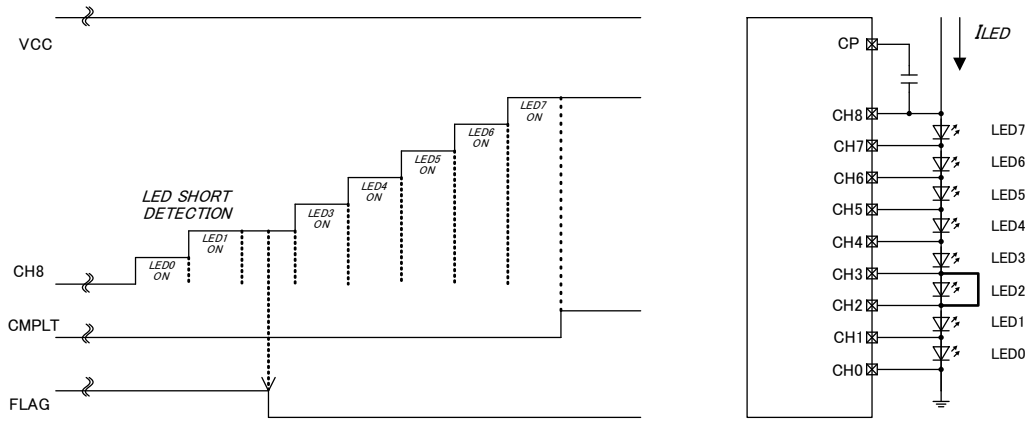 VCC
LED SHORT
DETECTION
LED0
ON
LED1
ON
LED3
ON
LED4
ON
LED5
ON
LED6
ON
LED7
ON
CH8
CMPLT
FLAG
CP
ILED
CH8
CH7
CH6
CH5
CH4
CH3
CH2
CH1
CH0
LED7
LED6
LED5
LED4
LED3
LED2
LED1
LED0